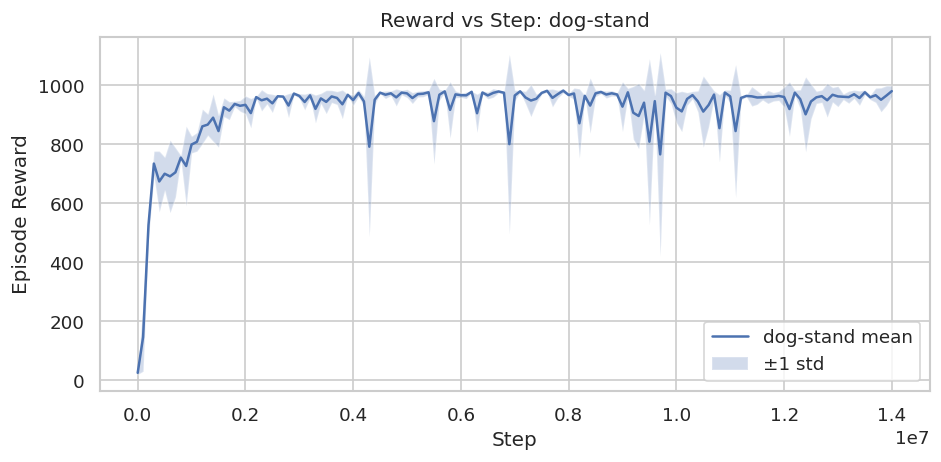 Reward vs Step: dog-stand
1000
800
600
400
200
0
Episode Reward
dog-stand mean
±1 std
0.0 0.2 0.4 0.6 0.8 1.0 1.2 1.4
1e7
Step